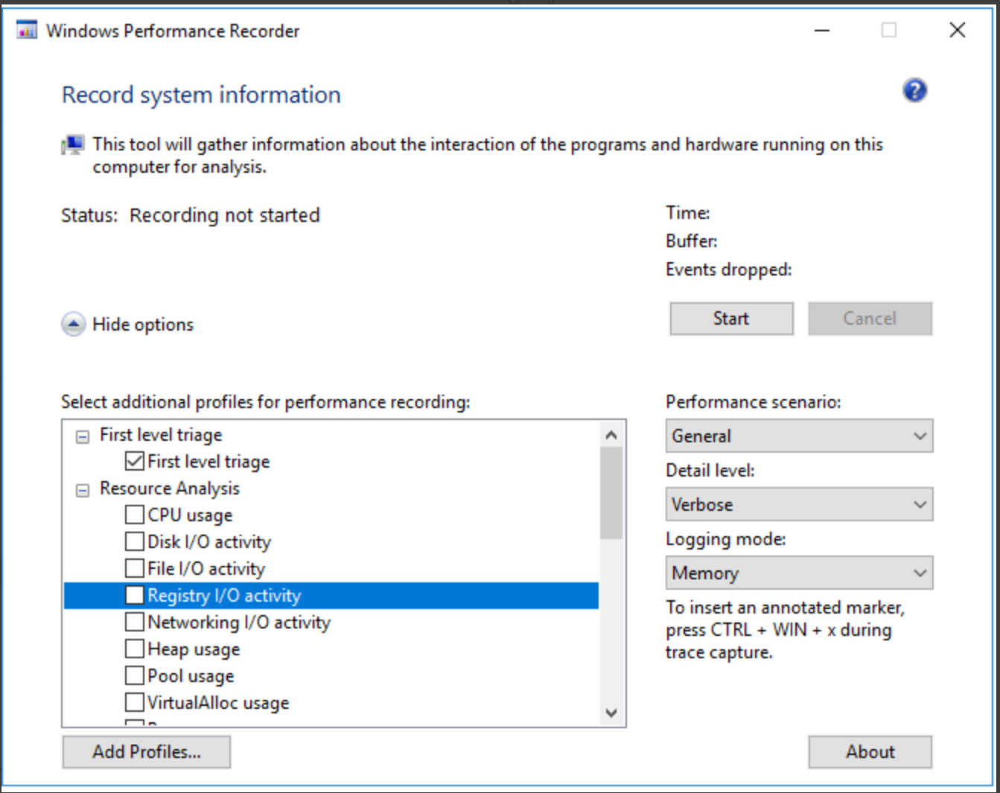 Windows Performance Recorder
Record system information
This tool will gather information about the interaction of the programs and hardware running on this
computer for analysis.
Status: Recording not started
Time:
Buffer:
Events dropped:
Hide options
Start
Cancel
Select additional profiles for performance recording:
First level triage
First level triage
Resource Analysis
CPU usage
Disk I/O activity
File I/O activity
Registry I/O activity
Networking I/O activity
Heap usage
Pool usage
VirtualAlloc usage
Performance scenario:
General
Detail level:
Verbose
Logging mode:
Memory
To insert an annotated marker,
press CTRL + WIN + x during
trace capture.
Add Profiles...
About